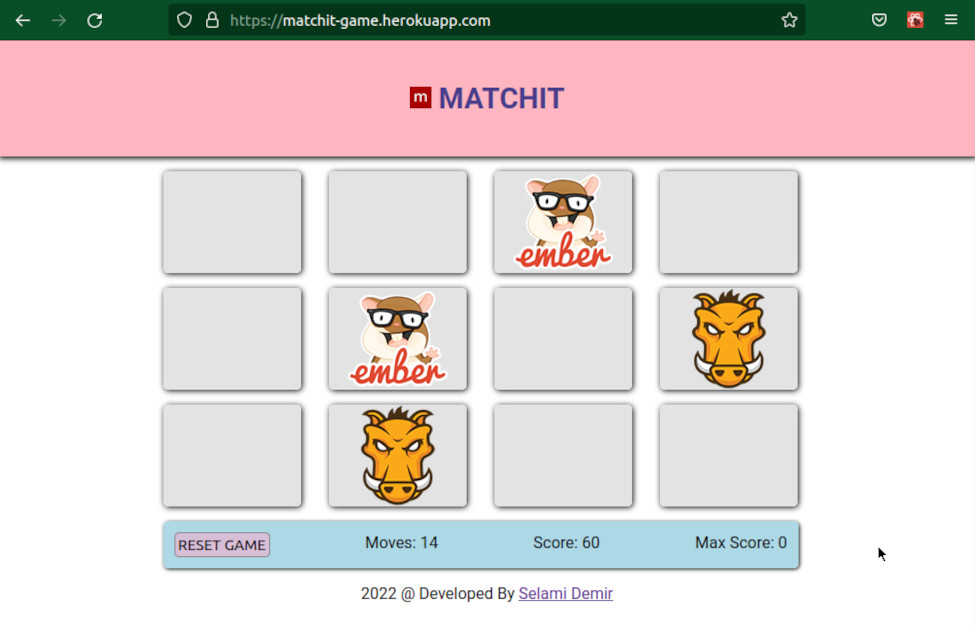 https://matchit-game.herokuapp.com
m MATCHIT
ember
ember
RESET GAME Moves: 14 Score: 60 Max Score: 0
2022 @ Developed By Selami Demir